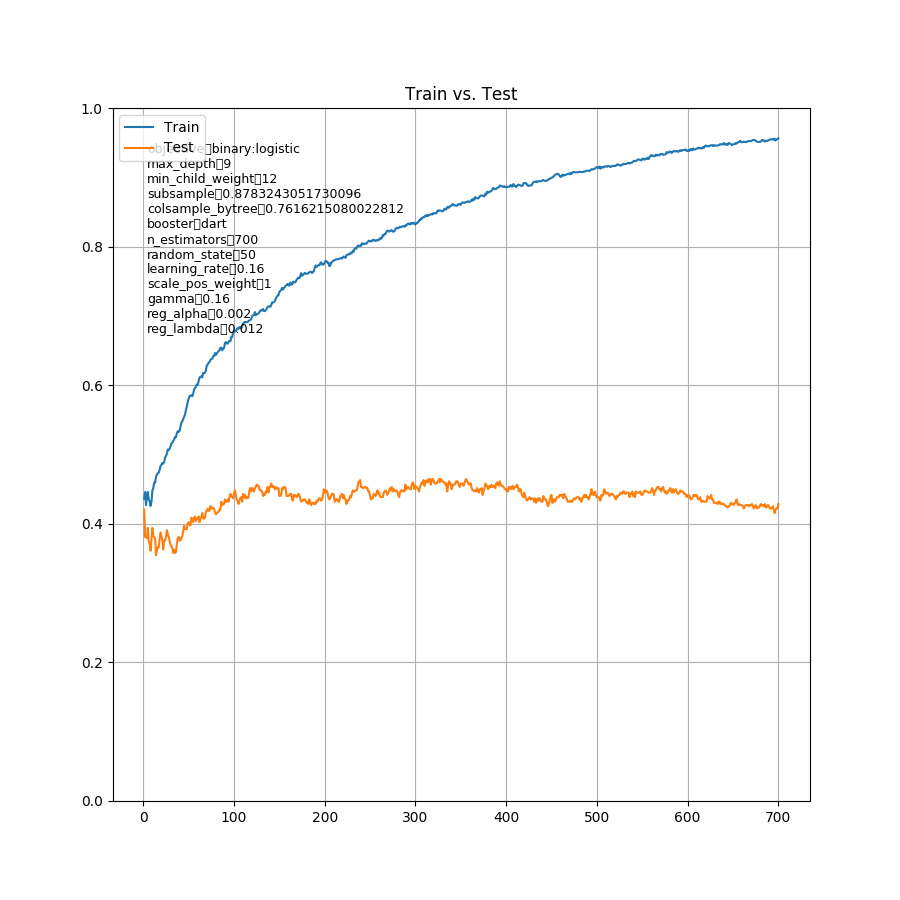 Train vs. Test
1.0
0.8
0.6
0.4
0.2
0.0
Train
Test
binary:logistic
max_depth▯9
min_child_weight▯12
subsample▯0.8783243051730096
colsample_bytree▯0.7616215080022812
booster▯dart
n_estimators▯700
random_state▯50
learning_rate▯0.16
scale_pos_weight▯1
gamma▯0.16
reg_alpha▯0.002
reg_lambda▯0.012
0 100 200 300 400 500 600 700